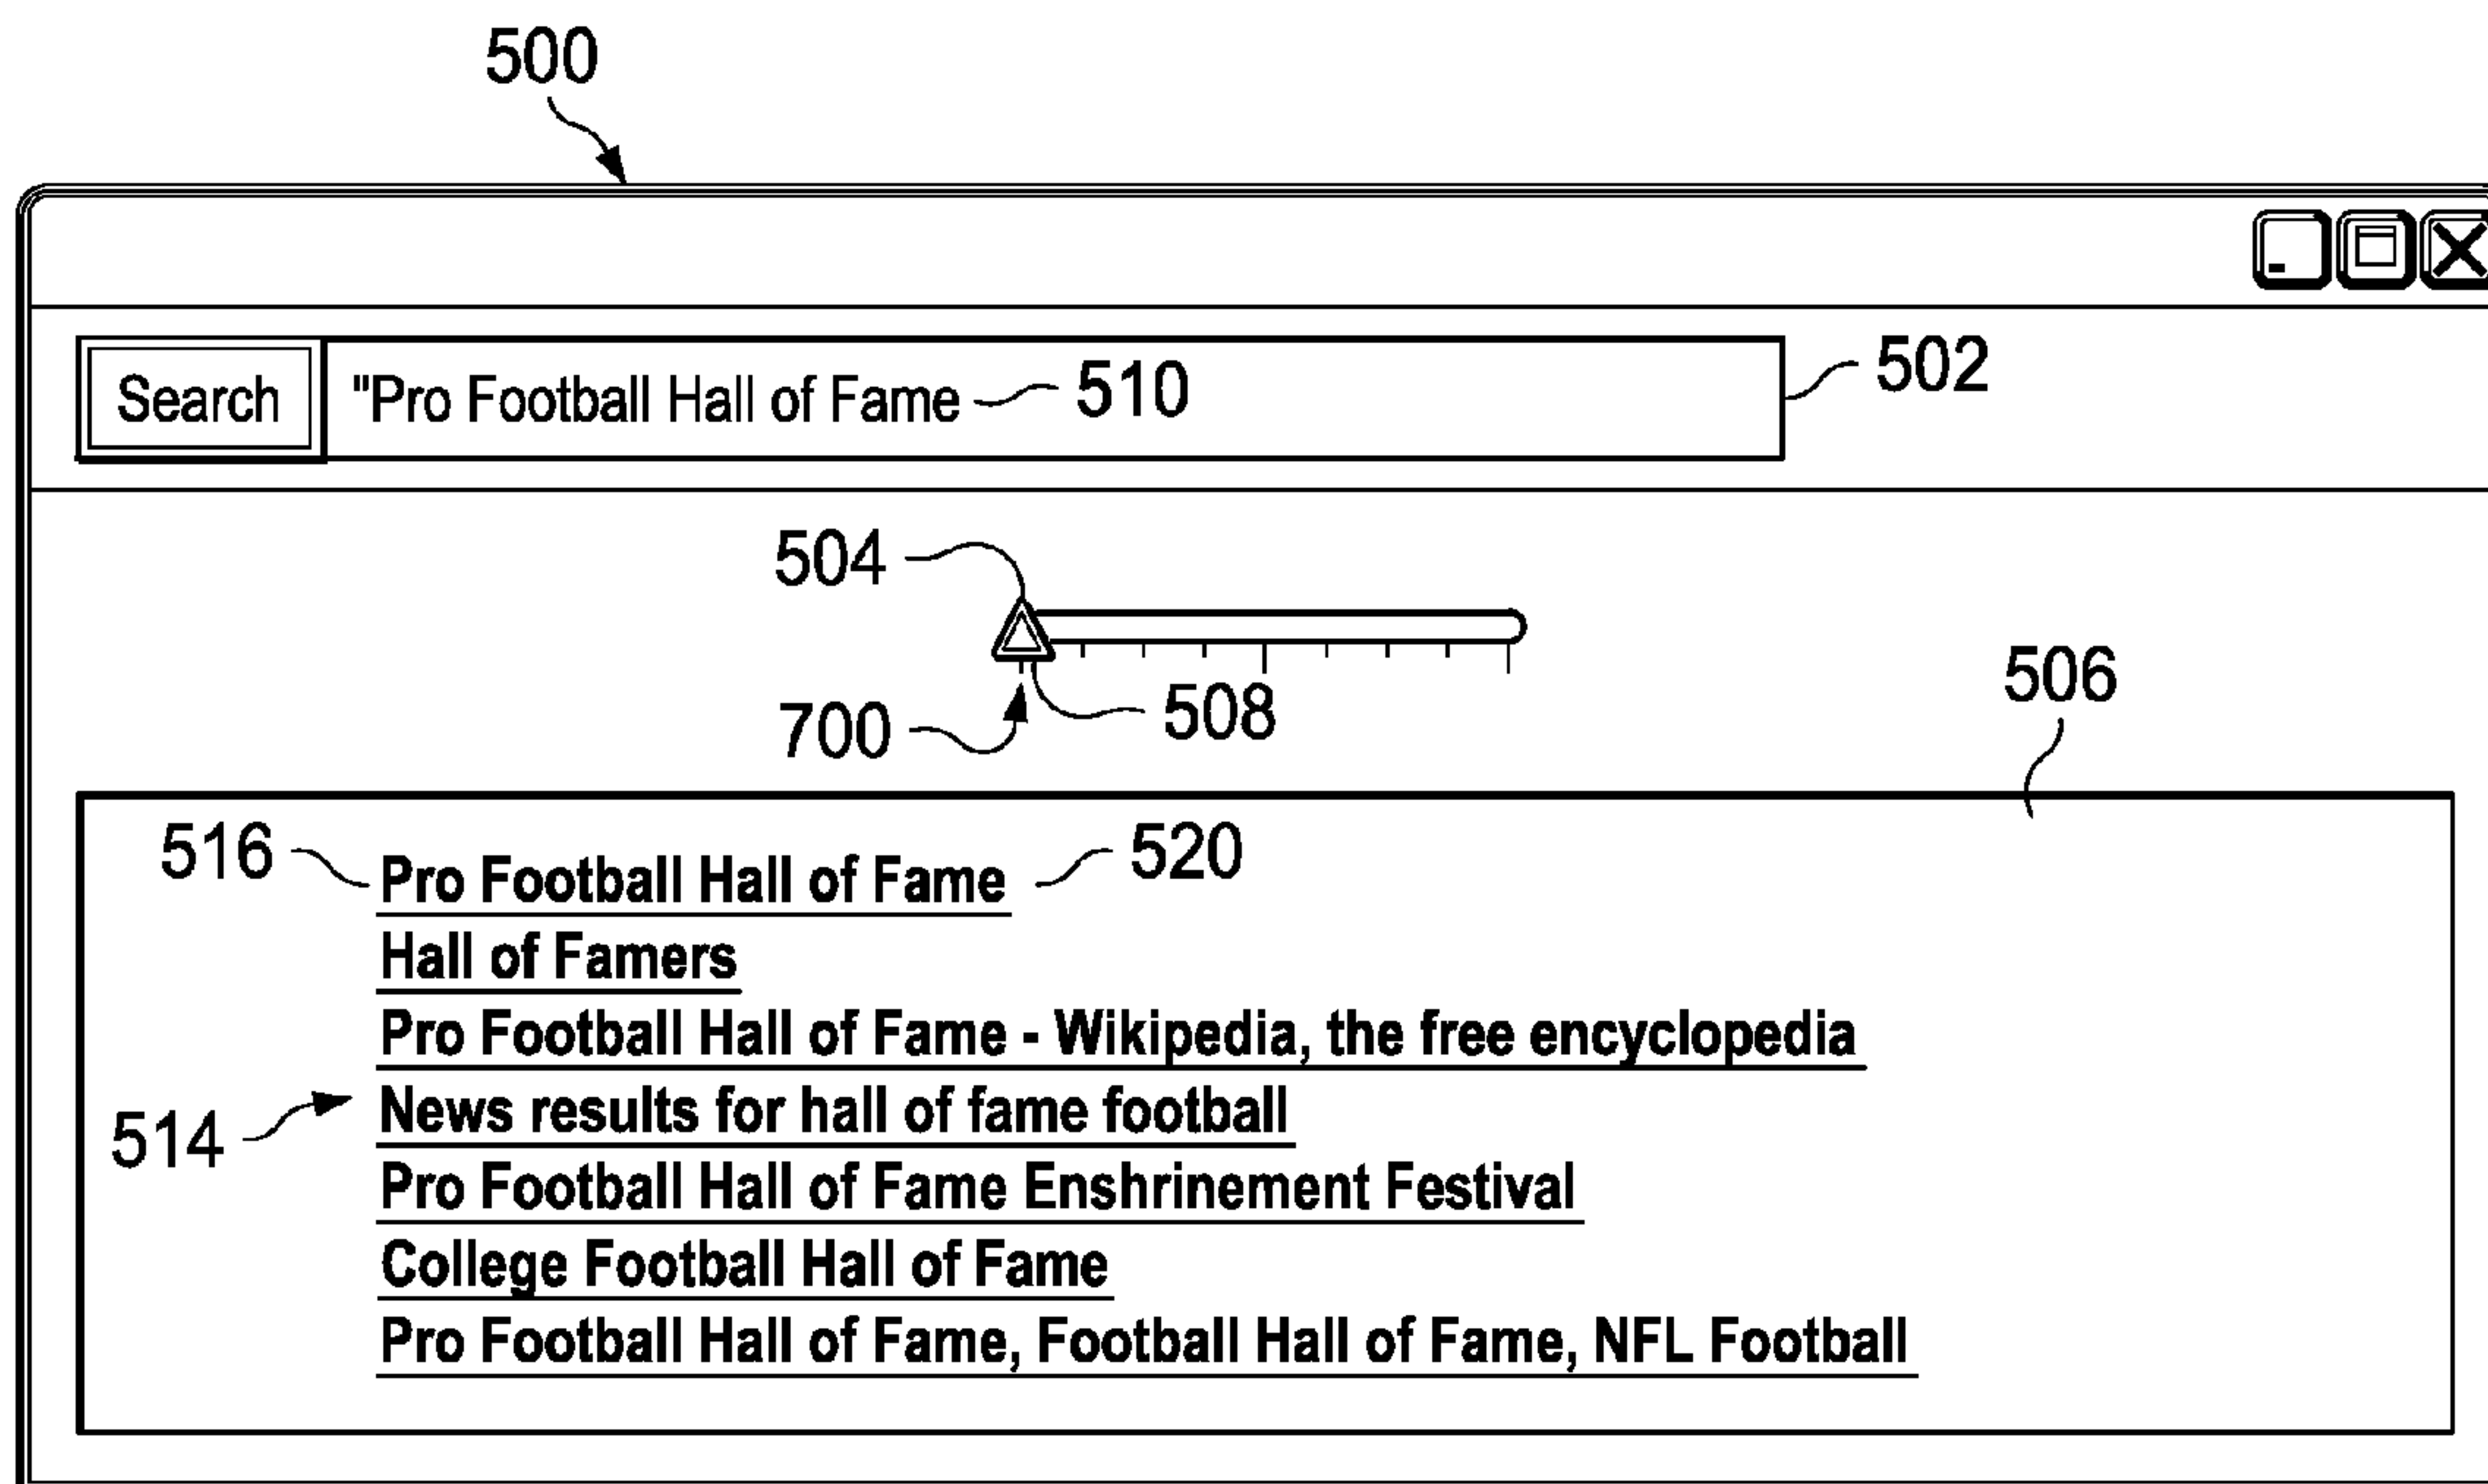 500
Search "Pro Football Hall of Fame 510 502
504
506
700 508
516 Pro Football Hall of Fame 520
Hall of Famers
Pro Football Hall of Fame - Wikipedia, the free encyclopedia
514 News results for hall of fame football
Pro Football Hall of Fame Enshrinement Festival
College Football Hall of Fame
Pro Football Hall of Fame, Football Hall of Fame, NFL Football